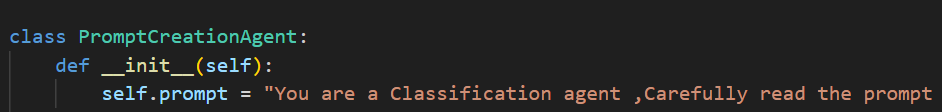 class PromptCreationAgent:
def __init__(self):
self.prompt = "You are a Classification agent ,Carefully read the prompt